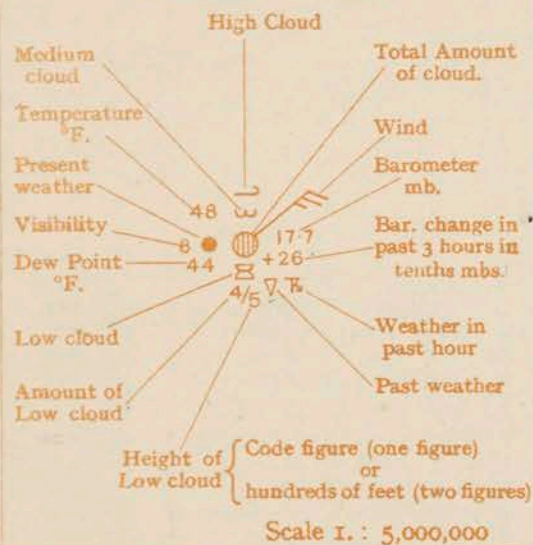 High Cloud
Medium
cloud
Total Amount
of cloud.
Temperature
°F.
Wind
Present
weather
Barometer
mb.
48
Visibility
8
17·7
Bar. change in
past 3 hours in
tenths mbs.
+26
Dew Point
°F.
44
4/5
Low cloud
Weather in
past hour
Amount of
Low cloud
Past weather
Height of
Low cloud
Code figure (one figure)
or
hundreds of feet (two figures)
Scale 1. : 5,000,000